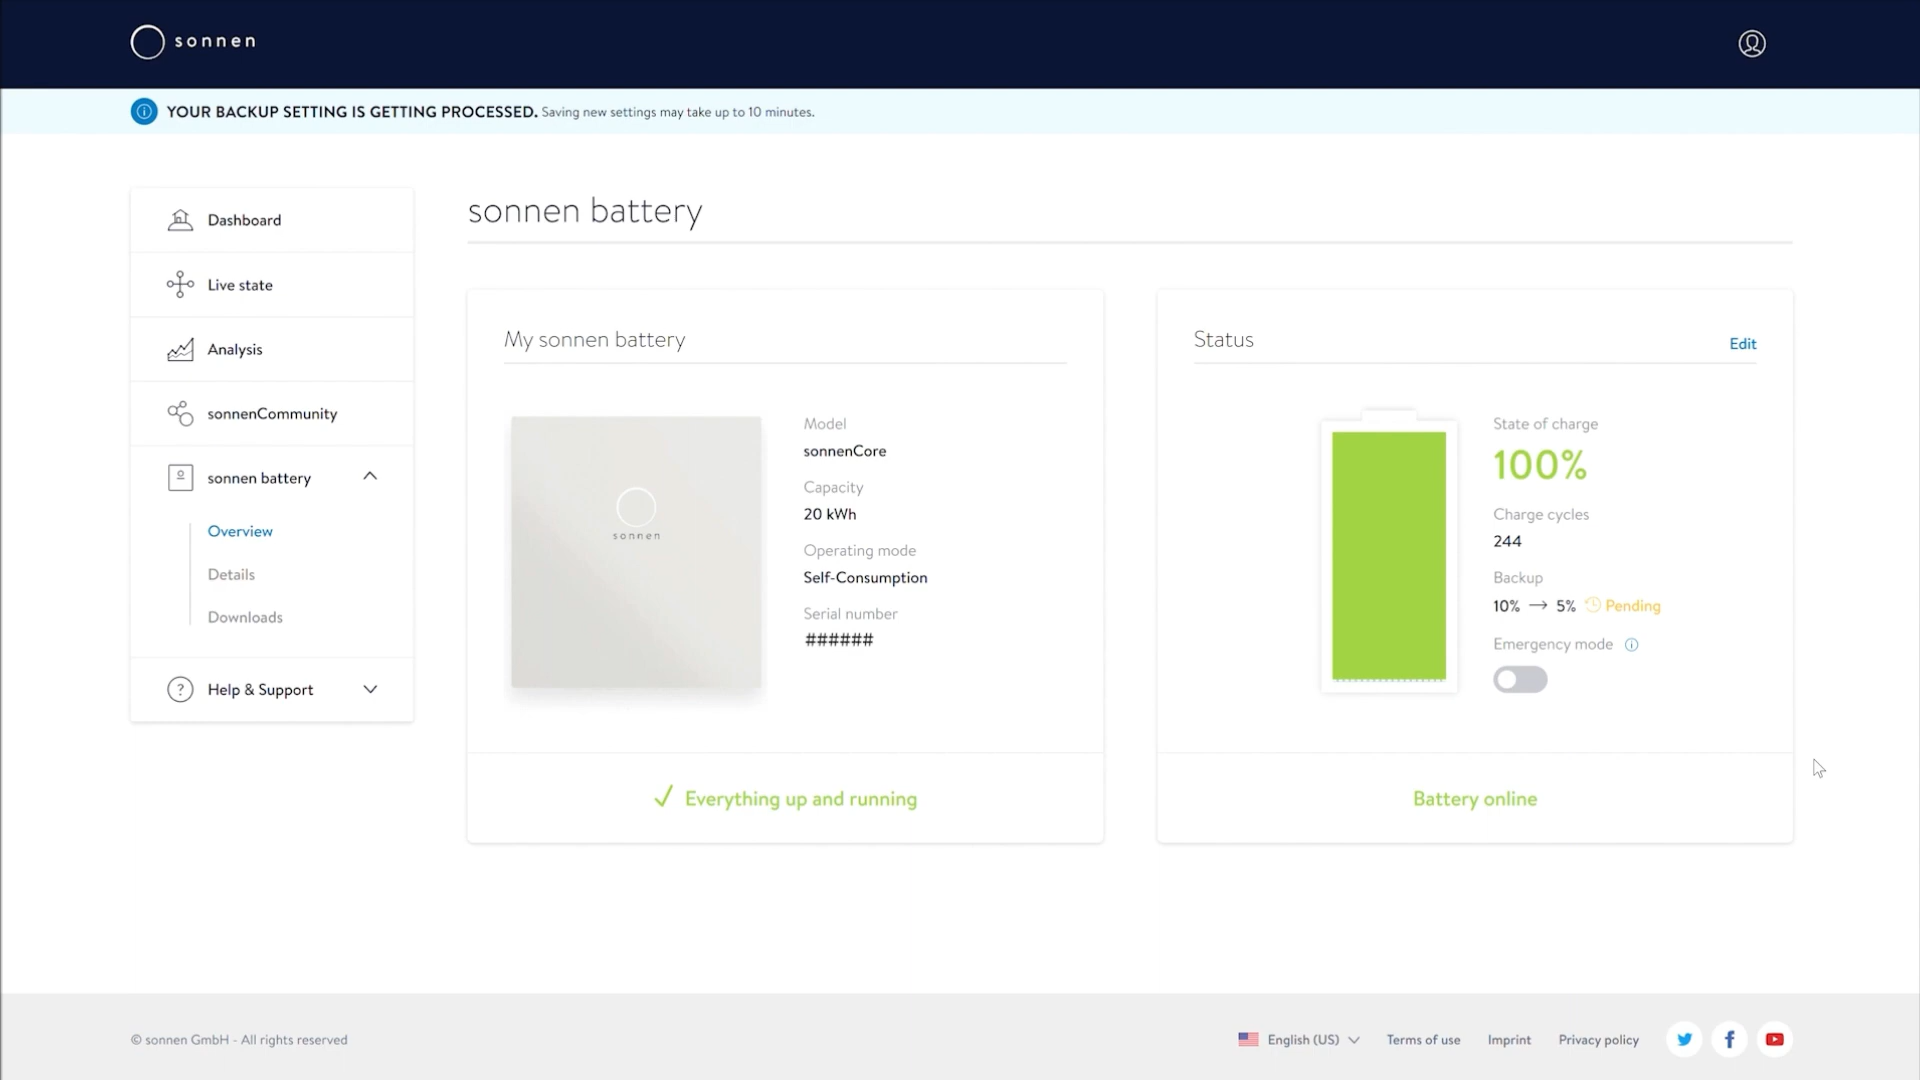 sonnen
YOUR BACKUP SETTING IS GETTING PROCESSED. Saving new settings may take up to 10 minutes.
Dashboard
Live state
Analysis
sonnenCommunity
sonnen battery
Overview
Details
Downloads
Help & Support
sonnen battery
My sonnen battery
sonnen
Model
sonnenCore
Capacity
20 kWh
Operating mode
Self-Consumption
Serial number
######
Everything up and running
Status
Edit
State of charge
100%
Charge cycles
244
Backup
10% → 5% Pending
Emergency mode
Battery online
© sonnen GmbH - All rights reserved
English (US)
Terms of use
Imprint
Privacy policy